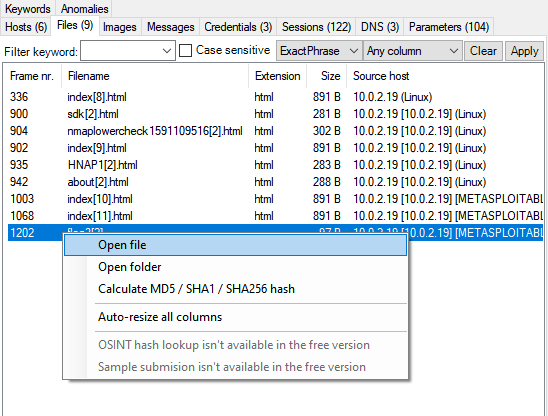 Keywords Anomalies
Hosts (6) Files (9) Images Messages Credentials (3) Sessions (122) DNS (3) Parameters (104)
Filter keyword: Case sensitive ExactPhrase Any column Clear Apply
Frame nr. Filename Extension Size Source host
336 index[8].html html 891 B 10.0.2.19 (Linux)
900 sdk[2].html html 281 B 10.0.2.19 [10.0.2.19] (Linux)
904 nmaplowercheck1591109516[2].html html 302 B 10.0.2.19 [10.0.2.19] (Linux)
902 index[9].html html 891 B 10.0.2.19 [10.0.2.19] (Linux)
935 HNAP1[2].html html 283 B 10.0.2.19 [10.0.2.19] (Linux)
942 about[2].html html 288 B 10.0.2.19 [10.0.2.19] (Linux)
1003 index[10].html html 891 B 10.0.2.19 [10.0.2.19] [METASPLOITABL
1068 index[11].html html 891 B 10.0.2.19 [10.0.2.19] [METASPLOITABL
1202 97 B 10.0.2.19 [10.0.2.19] [METASPLOITABL
Open file
Open folder
Calculate MD5 / SHA1 / SHA256 hash
Auto-resize all columns
OSINT hash lookup isn't available in the free version
Sample submision isn't available in the free version